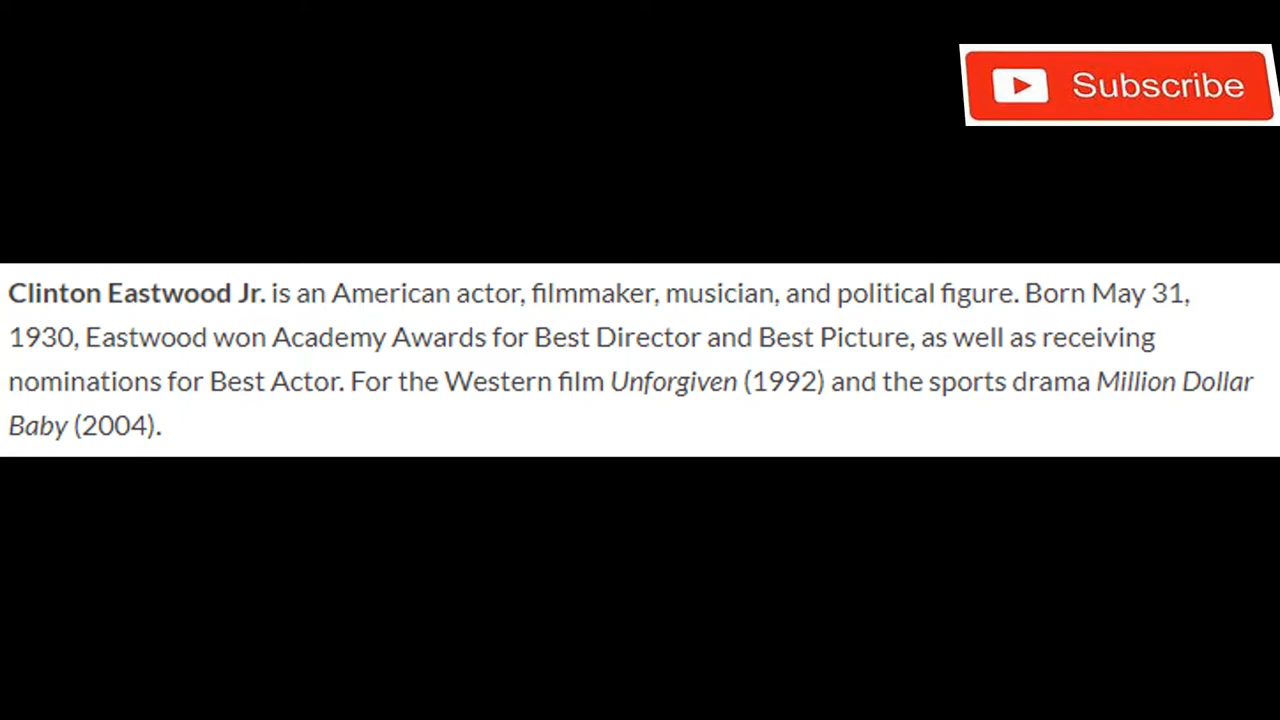 Subscribe
Clinton Eastwood Jr. is an American actor, filmmaker, musician, and political figure. Born May 31,
1930, Eastwood won Academy Awards for Best Director and Best Picture, as well as receiving
nominations for Best Actor. For the Western film Unforgiven (1992) and the sports drama Million Dollar
Baby (2004).